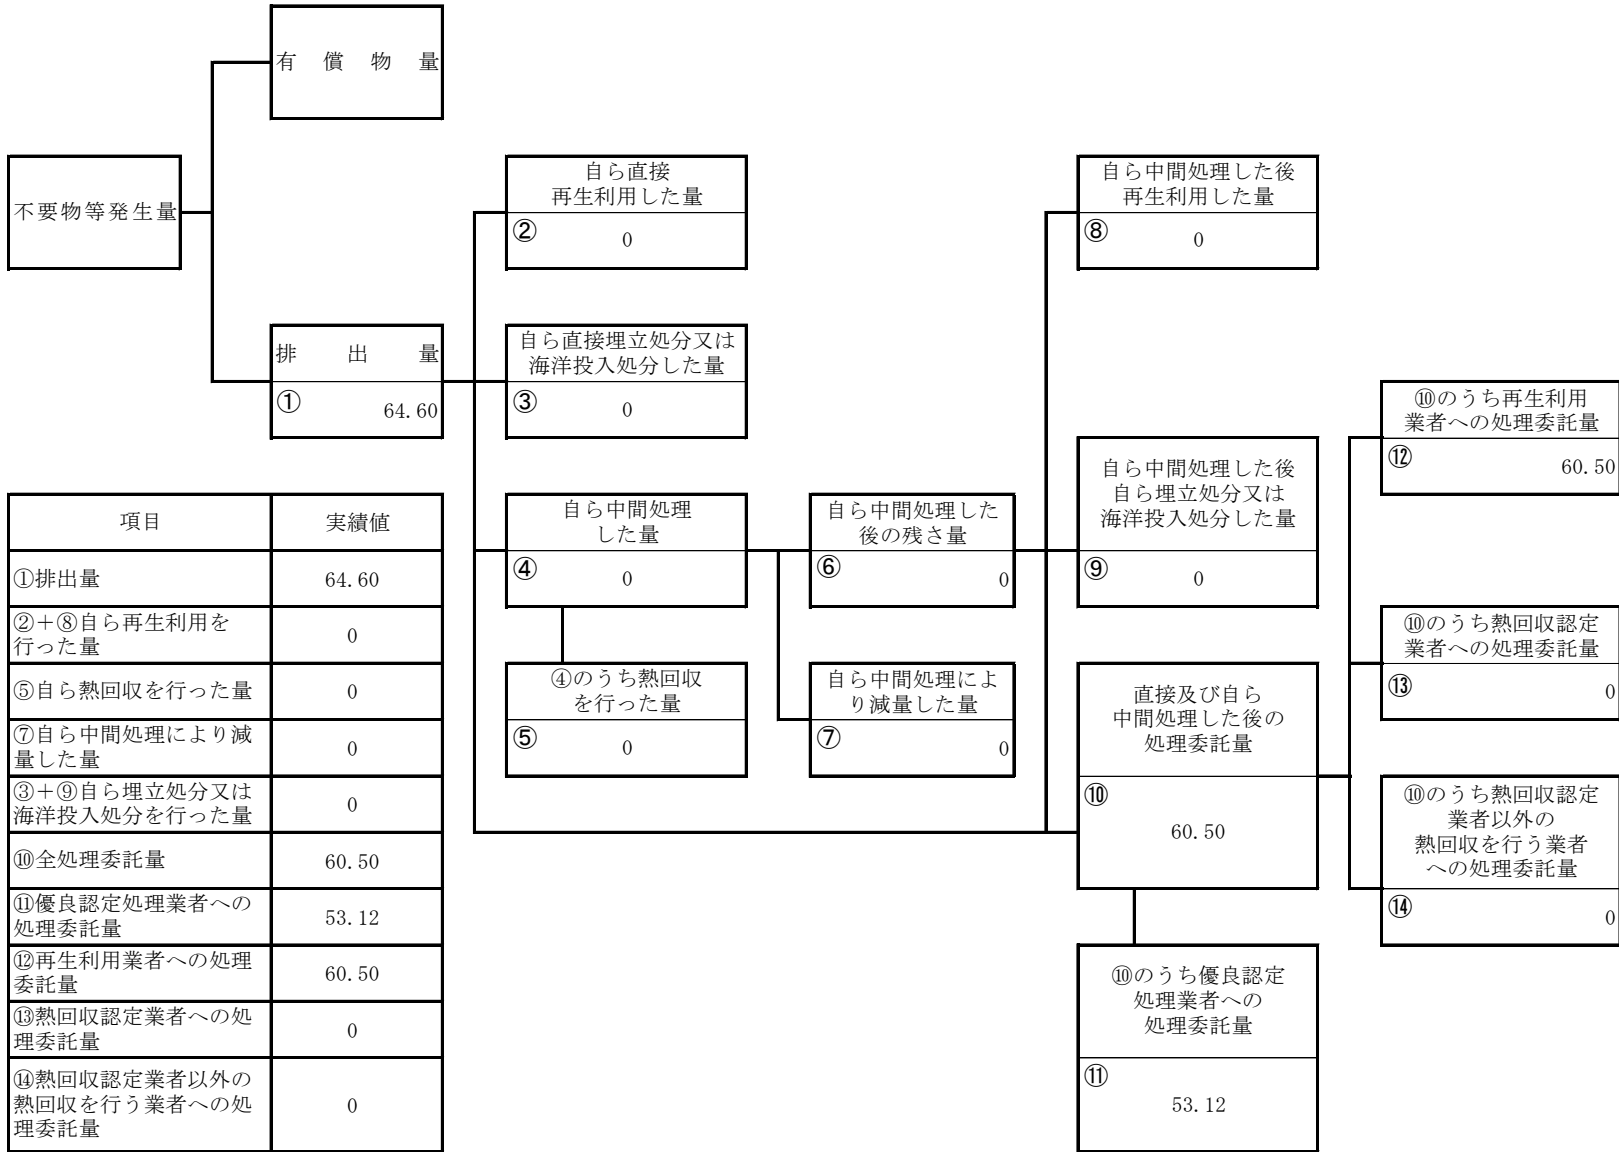 有償物量
不要物等発生量
排出量
①
64.60
自ら直接
再生利用した量
②
0
自ら直接埋立処分又は
海洋投入処分した量
③
0
自ら中間処理
した量
④
0
④のうち熱回収
を行った量
⑤
0
自ら中間処理した
後の残さ量
⑥
0
自ら中間処理によ
り減量した量
⑦
0
自ら中間処理した後
再生利用した量
⑧
0
自ら中間処理した後
自ら埋立処分又は
海洋投入処分した量
⑨
0
直接及び自ら
中間処理した後の
処理委託量
⑩
60.50
⑩のうち優良認定
処理業者への
処理委託量
⑪
53.12
⑩のうち再生利用
業者への処理委託量
⑫
60.50
⑩のうち熱回収認定
業者への処理委託量
⑬
0
⑩のうち熱回収認定
業者以外の
熱回収を行う業者
への処理委託量
⑭
0
項目 実績値
①排出量 64.60
②＋⑧自ら再生利用を
行った量 0
⑤自ら熱回収を行った量 0
⑦自ら中間処理により減
量した量 0
③＋⑨自ら埋立処分又は
海洋投入処分を行った量 0
⑩全処理委託量 60.50
⑪優良認定処理業者への
処理委託量 53.12
⑫再生利用業者への処理
委託量 60.50
⑬熱回収認定業者への処
理委託量 0
⑭熱回収認定業者以外の
熱回収を行う業者への処
理委託量 0